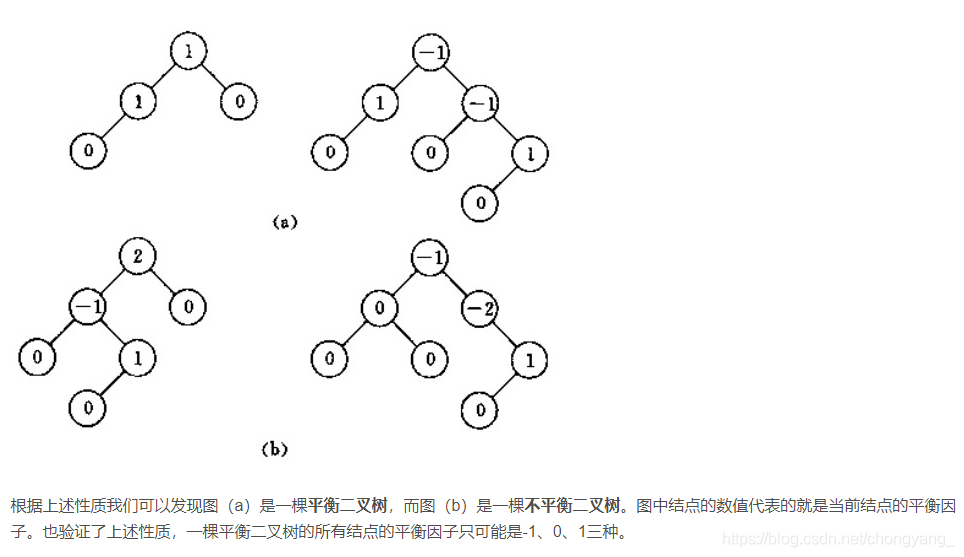 1 -1
1 0 1 -1
0 0 0 1
0
(a)
2 -1
-1 0 0 -2
0 1 0 0 1
0 0
(b)
根据上述性质我们可以发现图（a）是一棵平衡二叉树，而图（b）是一棵不平衡二叉树。图中结点的数值代表的就是当前结点的平衡因
子。也验证了上述性质，一棵平衡二叉树的所有结点的平衡因子只可能是-1、0、1三种。
https://blog.csdn.net/chongyang_